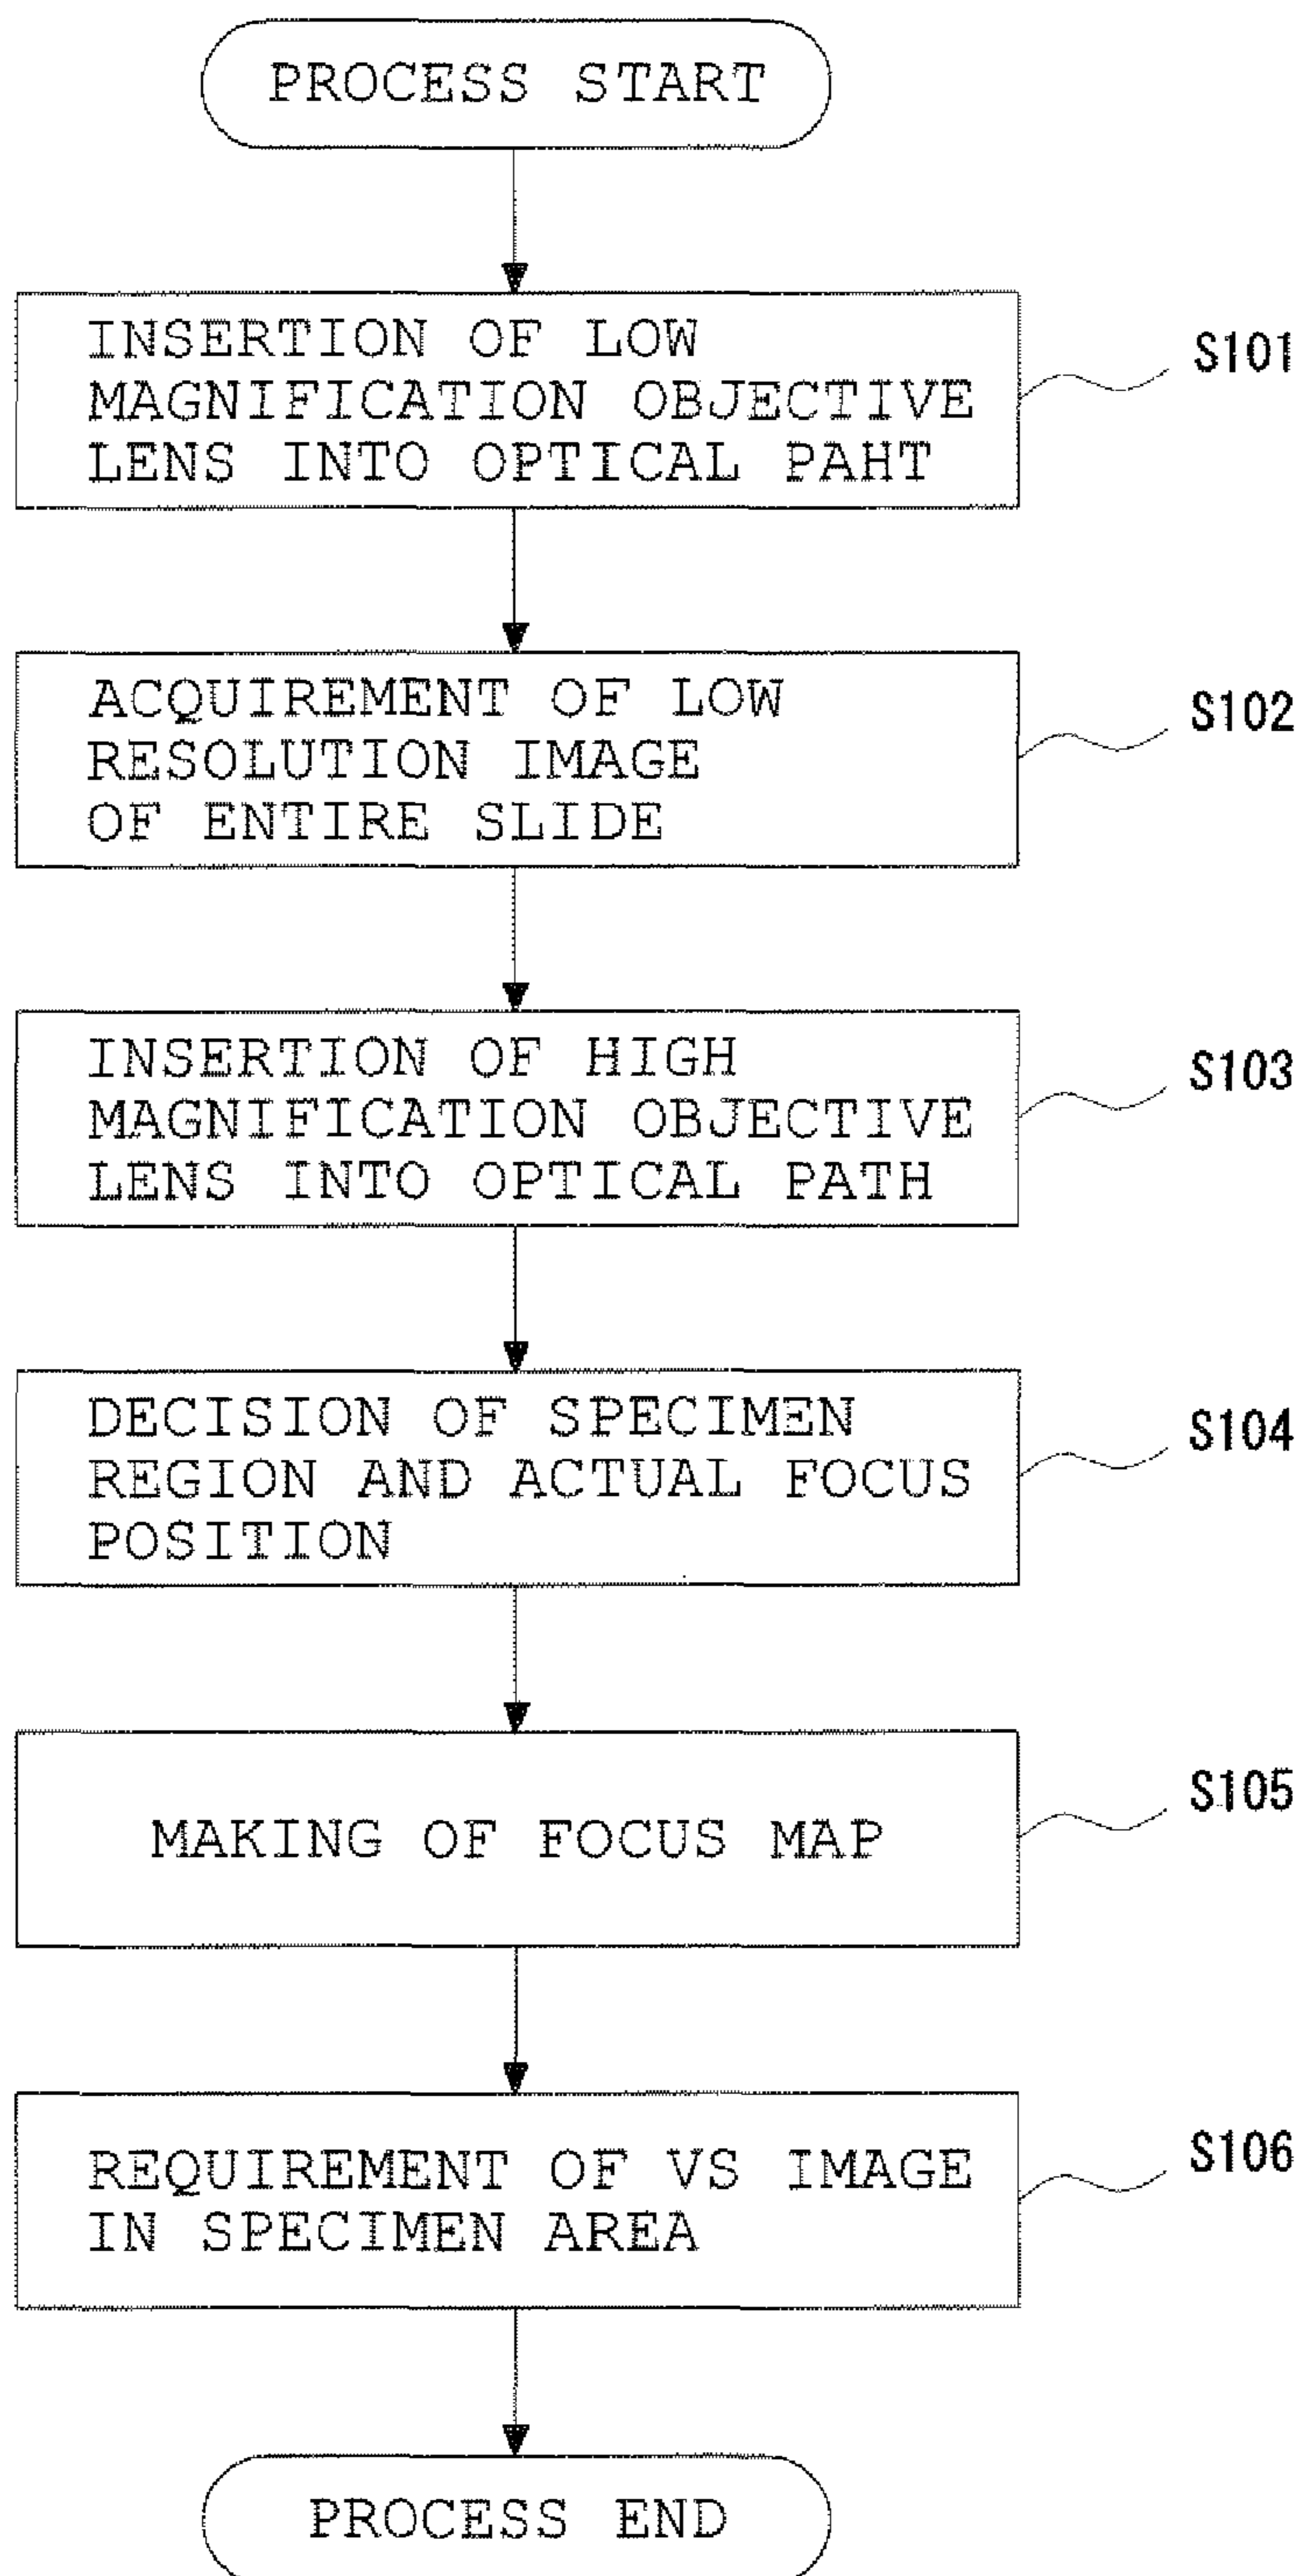 PROCESS START
INSERTION OF LOW
MAGNIFICATION OBJECTIVE
LENS INTO OPTICAL PAHT
S101
ACQUIREMENT OF LOW
RESOLUTION IMAGE
OF ENTIRE SLIDE
S102
INSERTION OF HIGH
MAGNIFICATION OBJECTIVE
LENS INTO OPTICAL PATH
S103
DECISION OF SPECIMEN
REGION AND ACTUAL FOCUS
POSITION
S104
MAKING OF FOCUS MAP
S105
REQUIREMENT OF VS IMAGE
IN SPECIMEN AREA
S106
PROCESS END